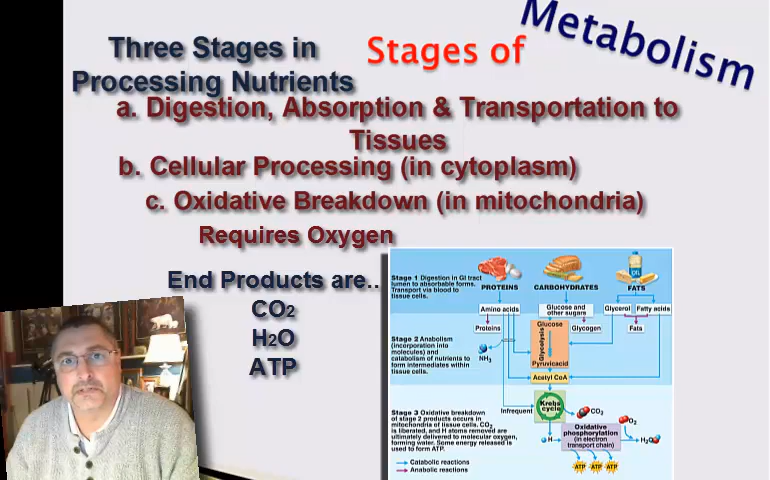 Metabolism
Stages of
Three Stages in
Processing Nutrients
a. Digestion, Absorption & Transportation to
Tissues
b. Cellular Processing (in cytoplasm)
c. Oxidative Breakdown (in mitochondria)
Requires Oxygen
End Products are..
CO2
H2O
ATP
Stage 1 Digestion in GI tract
lumen to absorbable forms.
Transport via blood to
tissue cells.
PROTEINS
CARBOHYDRATES
FATS
OIL
Amino acids
Glucose and
other sugars
Glycerol
Fatty acids
Proteins
Glucose
Glycogen
Fats
Stage 2 Anabolism
(incorporation into
molecules) and
catabolism of nutrients to
form intermediates within
tissue cells.
NH3
Glycolysis
Pyruvic acid
Acetyl CoA
Infrequent
Krebs
cycle
CO2
Stage 3 Oxidative breakdown
of stage 2 products occurs in
mitochondria of tissue cells. CO2
is liberated, and H atoms removed are
ultimately delivered to molecular oxygen,
forming water. Some energy released is
used to form ATP.
H
Oxidative
phosphorylation
(in electron
transport chain)
O2
H2O
ATP ATP ATP
Catabolic reactions
Anabolic reactions